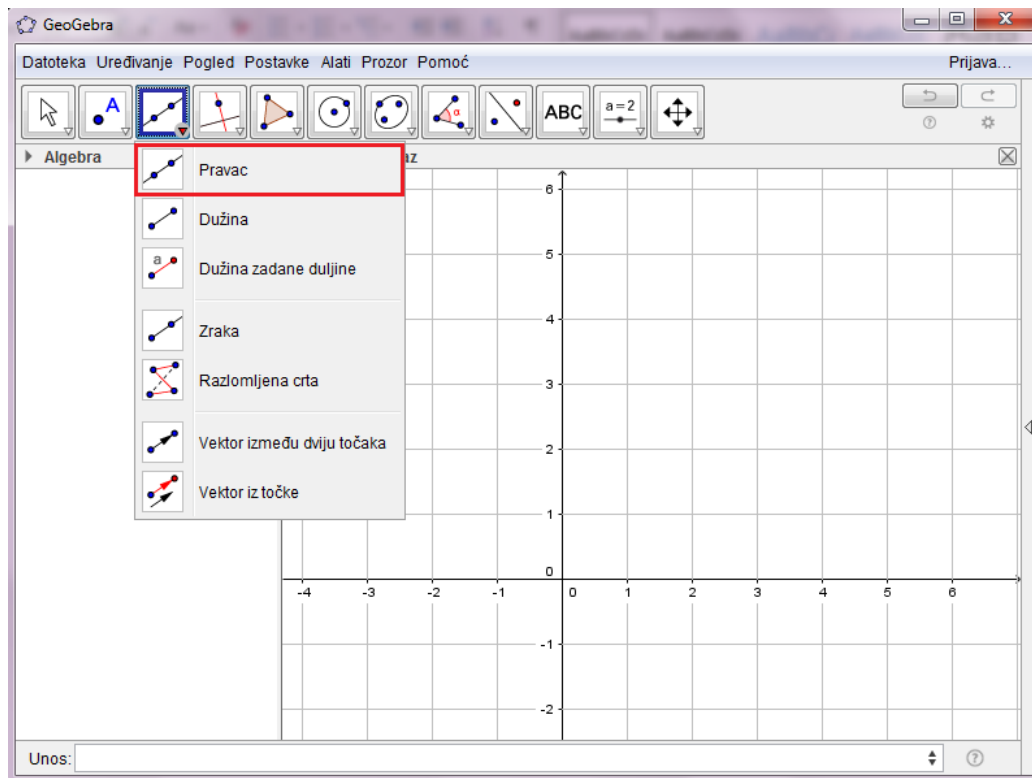 GeoGebra
Datoteka Uređivanje Pogled Postavke Alati Prozor Pomoć Prijava...
A α ABC a=2
Algebra az
Pravac
Dužina
a Dužina zadane duljine
Zraka
Razlomljena crta
Vektor između dviju točaka
Vektor iz točke
6
5
4
3
2
1
0
-4 -3 -2 -1 0 1 2 3 4 5 6
-1
-2
Unos: